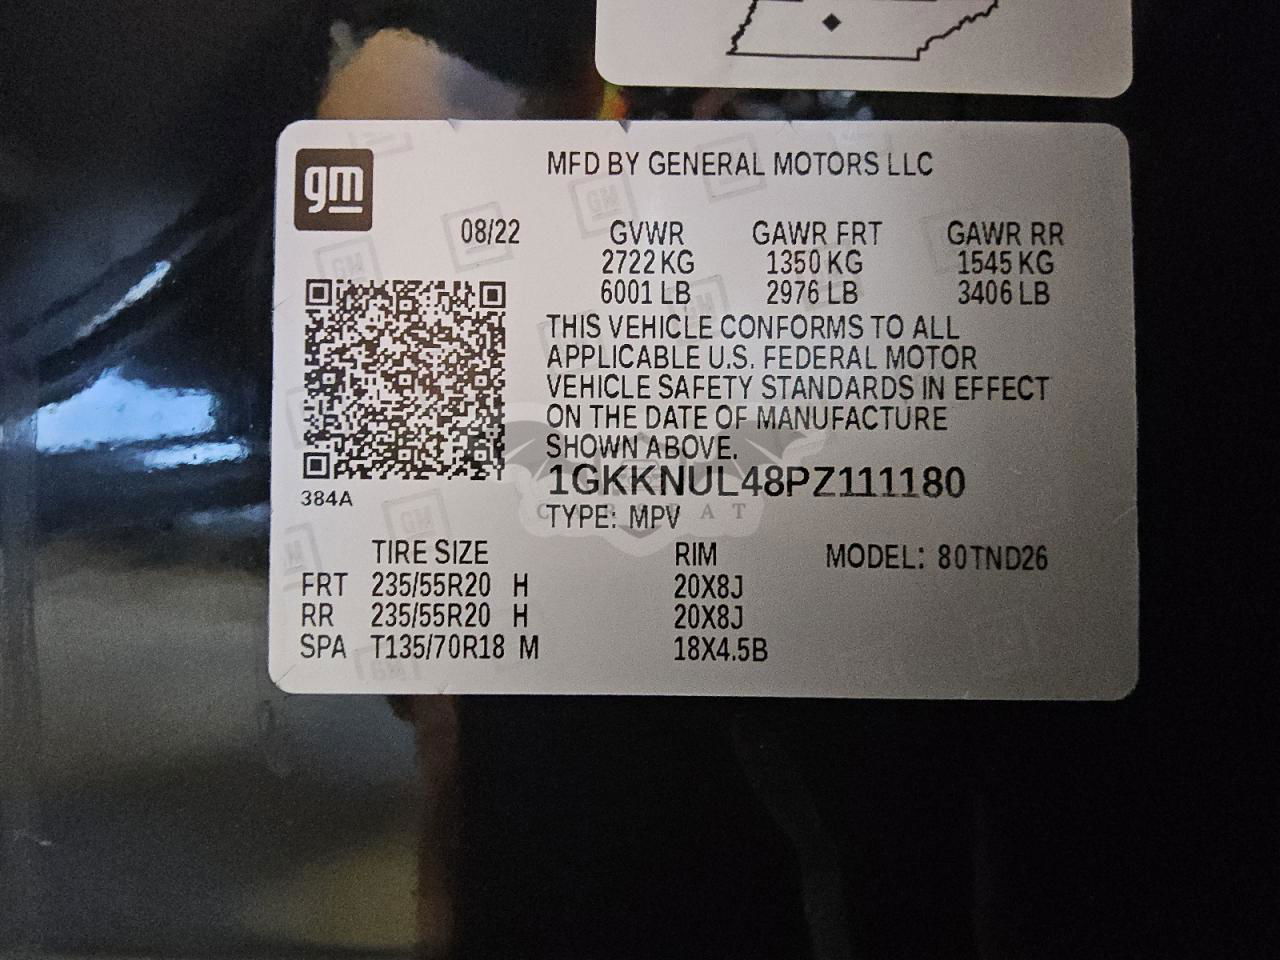 gm
MFD BY GENERAL MOTORS LLC
08/22 GVWR GAWR FRT GAWR RR
2722 KG 1350 KG 1545 KG
6001 LB 2976 LB 3406 LB
THIS VEHICLE CONFORMS TO ALL
APPLICABLE U.S. FEDERAL MOTOR
VEHICLE SAFETY STANDARDS IN EFFECT
ON THE DATE OF MANUFACTURE
SHOWN ABOVE.
384A
1GKKNUL48PZ111180
TYPE: MPV
TIRE SIZE RIM MODEL: 80TND26
FRT 235/55R20 H 20X8J
RR 235/55R20 H 20X8J
SPA T135/70R18 M 18X4.5B